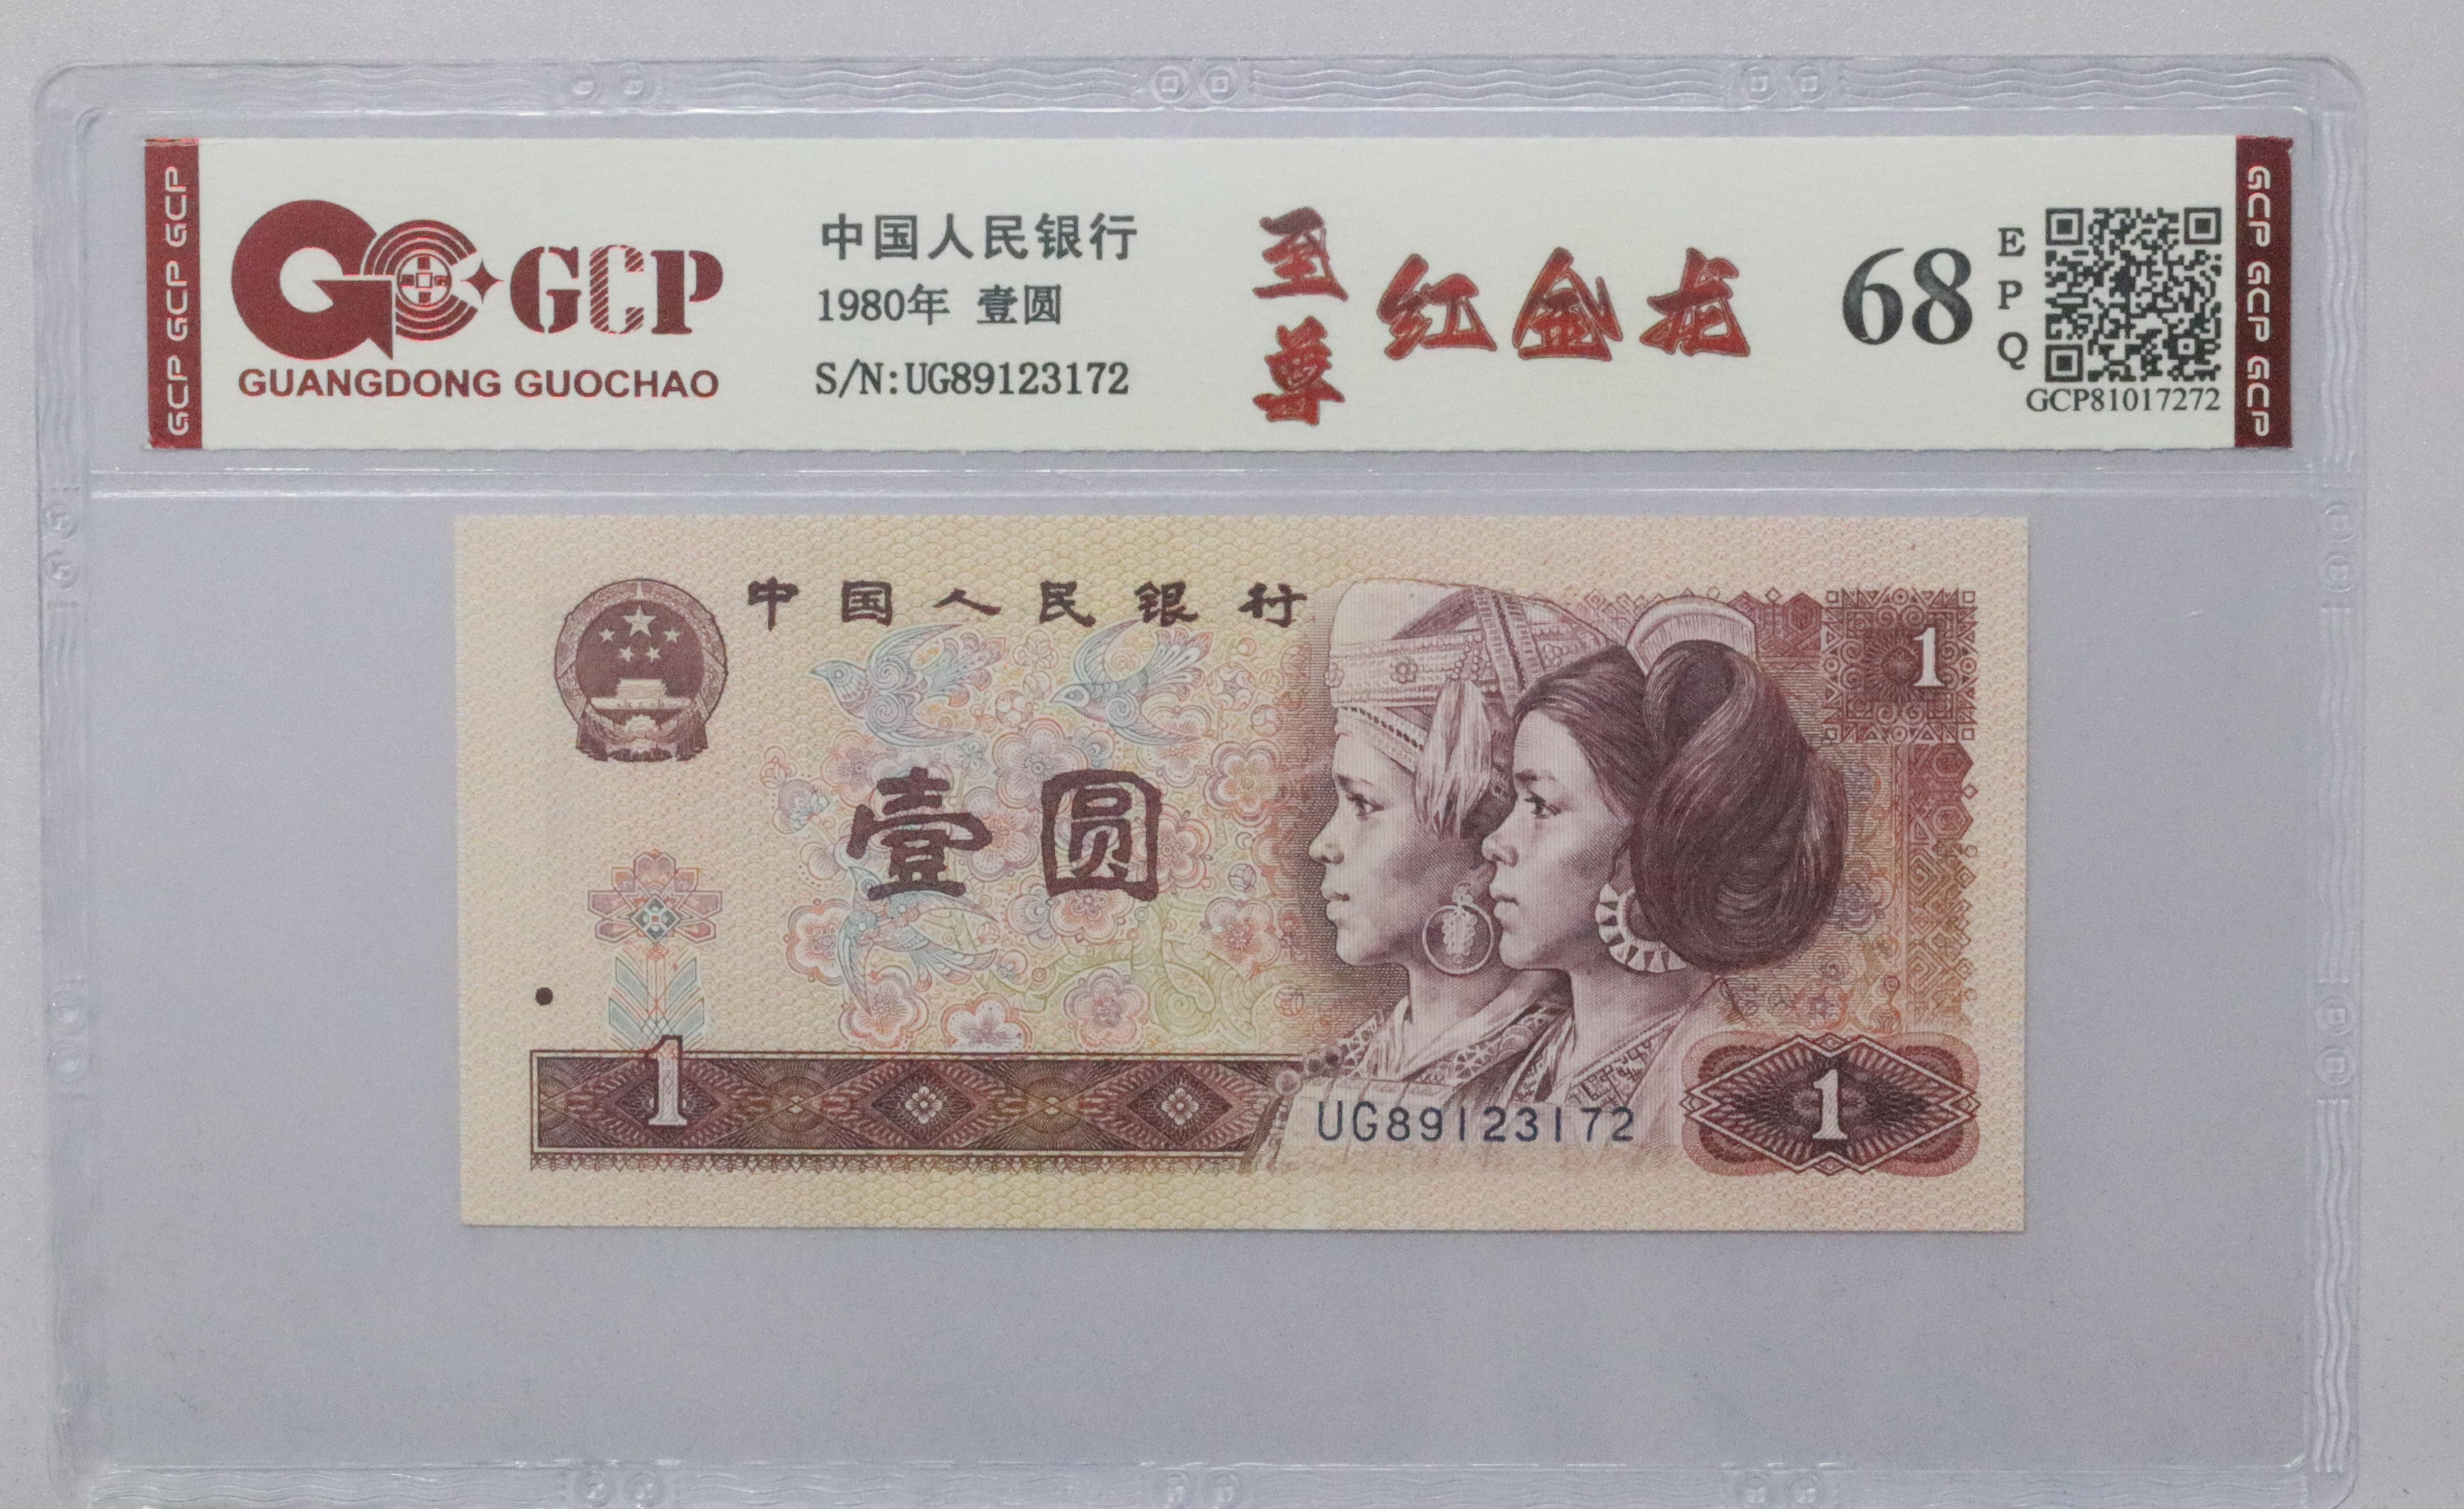 GCP GCP GCP
GCP
GUANGDONG GUOCHAO
中国人民银行
1980年 壹圆
S/N:UG89123172
至尊
红金龙
68
EPQ
GCP81017272
GCP GCP GCP
中国人民银行
1
壹圆
1
UG89123172
1